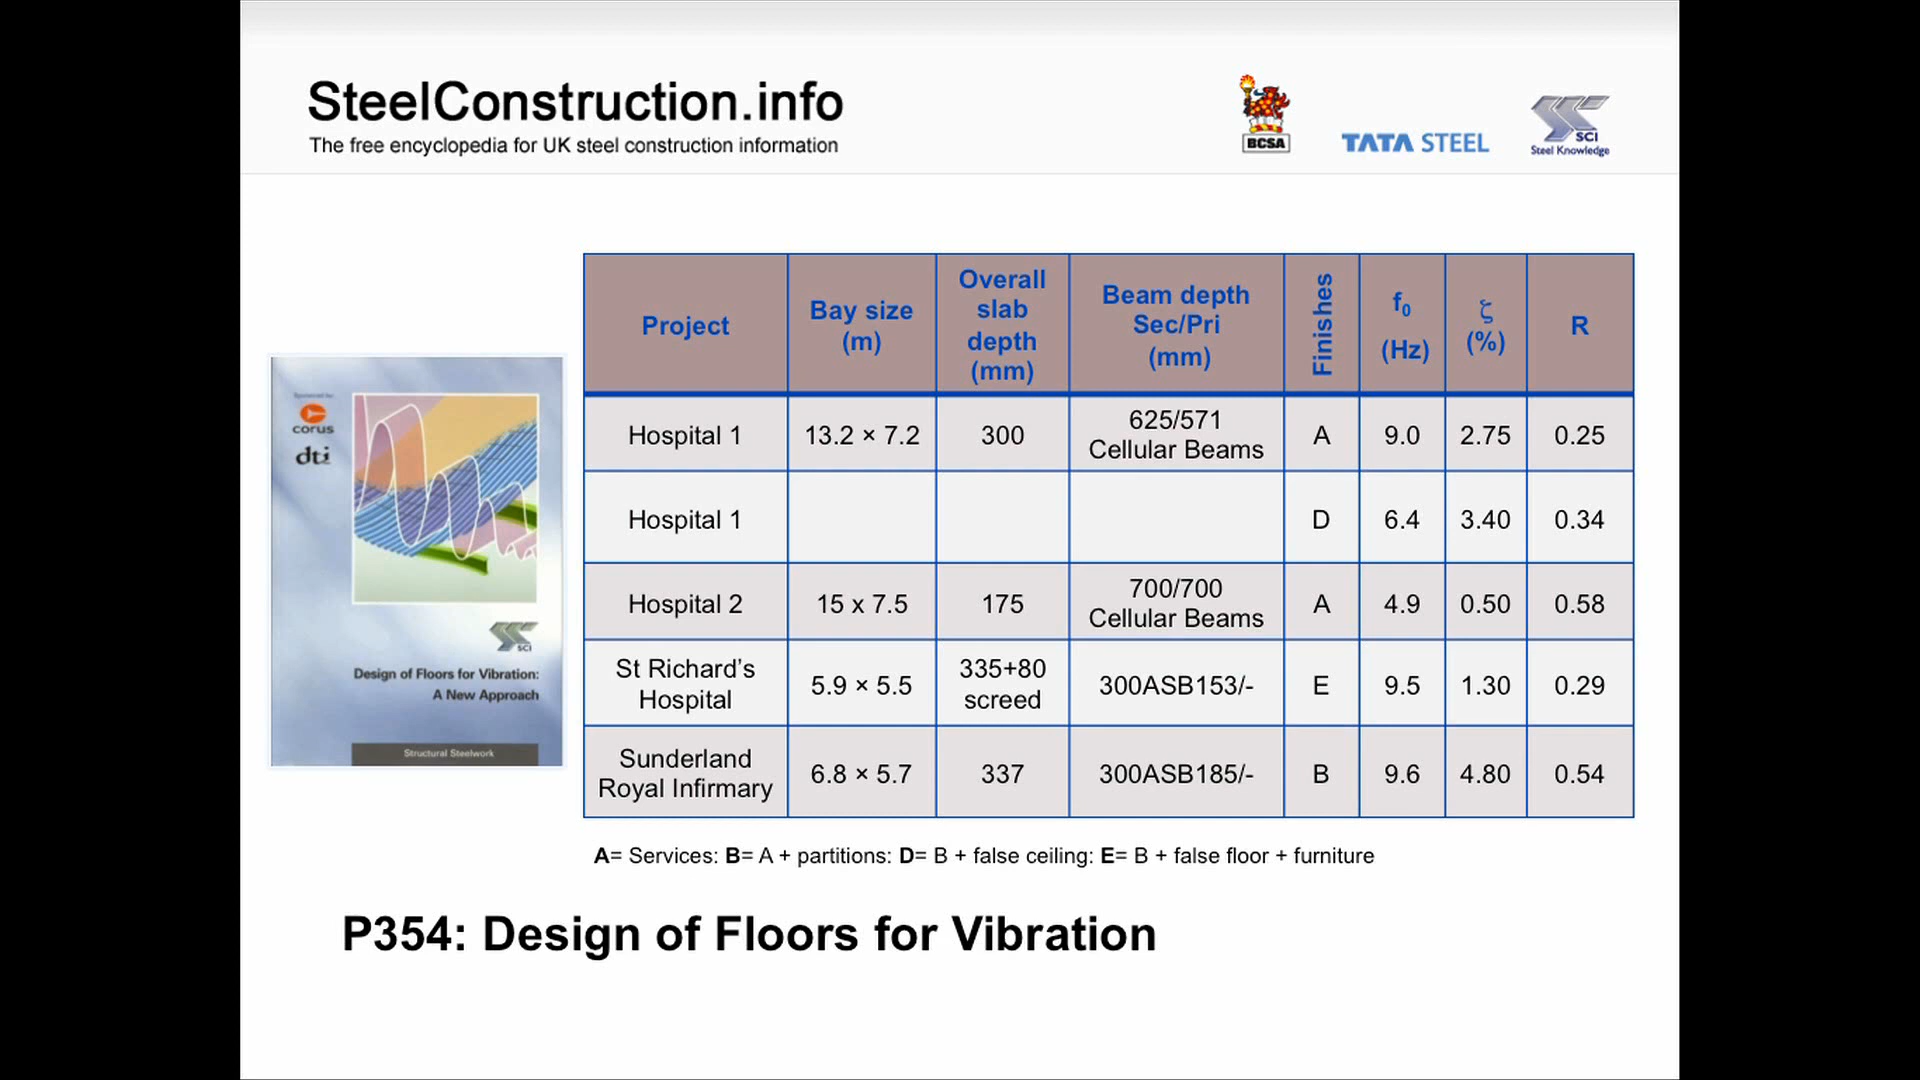 SteelConstruction.info
The free encyclopedia for UK steel construction information
BCSA
TATA STEEL
SCI
Steel Knowledge
Project
Bay size
(m)
Overall
slab
depth
(mm)
Beam depth
Sec/Pri
(mm)
Finishes
f₀
(Hz)
ζ
(%)
R
Hospital 1
13.2 × 7.2
300
625/571
Cellular Beams
A
9.0
2.75
0.25
Hospital 1
D
6.4
3.40
0.34
Hospital 2
15 x 7.5
175
700/700
Cellular Beams
A
4.9
0.50
0.58
St Richard's
Hospital
5.9 × 5.5
335+80
screed
300ASB153/-
E
9.5
1.30
0.29
Sunderland
Royal Infirmary
6.8 × 5.7
337
300ASB185/-
B
9.6
4.80
0.54
Sponsored by:
corus
dti
SCI
Design of Floors for Vibration:
A New Approach
Structural Steelwork
A= Services: B= A + partitions: D= B + false ceiling: E= B + false floor + furniture
P354: Design of Floors for Vibration